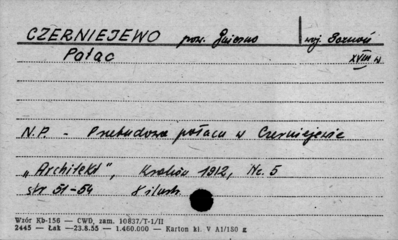 CZERNIEJEWO pow. Gniezno woj. Poznań
Pałac XVIII w
N.P. - Przebudowa pałacu w Czerniejewie
„Architekt", Kraków 1912, Nr. 5
str 51-54 8 ilustr.
Wzór Kb-156 — CWD, zam. 10837/T-1/II
2445 — Łak —23.8.55 — 1.460.000 — Karton kl. V A1/150 g